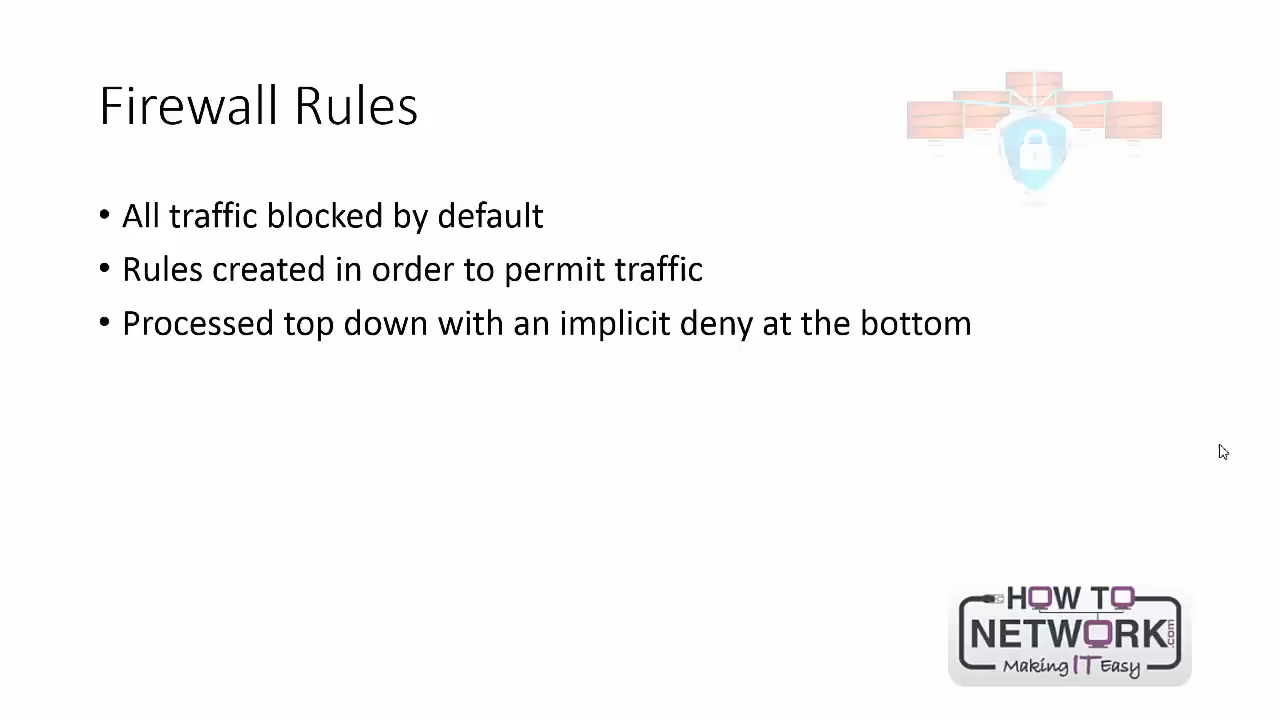 Firewall Rules
• All traffic blocked by default
• Rules created in order to permit traffic
• Processed top down with an implicit deny at the bottom
HOW TO
NETWORK.com
Making IT Easy